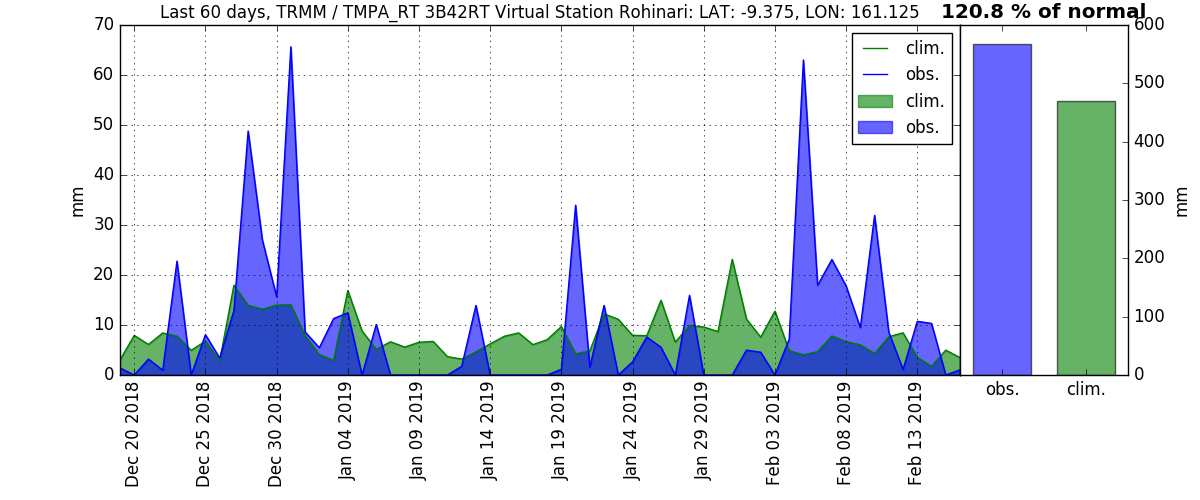 Last 60 days, TRMM / TMPA_RT 3B42RT Virtual Station Rohinari: LAT: -9.375, LON: 161.125
120.8 % of normal
70
60
50
40
30
20
10
0
mm
clim.
obs.
clim.
obs.
600
500
400
300
200
100
0
mm
obs.
clim.
Dec 20 2018
Dec 25 2018
Dec 30 2018
Jan 04 2019
Jan 09 2019
Jan 14 2019
Jan 19 2019
Jan 24 2019
Jan 29 2019
Feb 03 2019
Feb 08 2019
Feb 13 2019